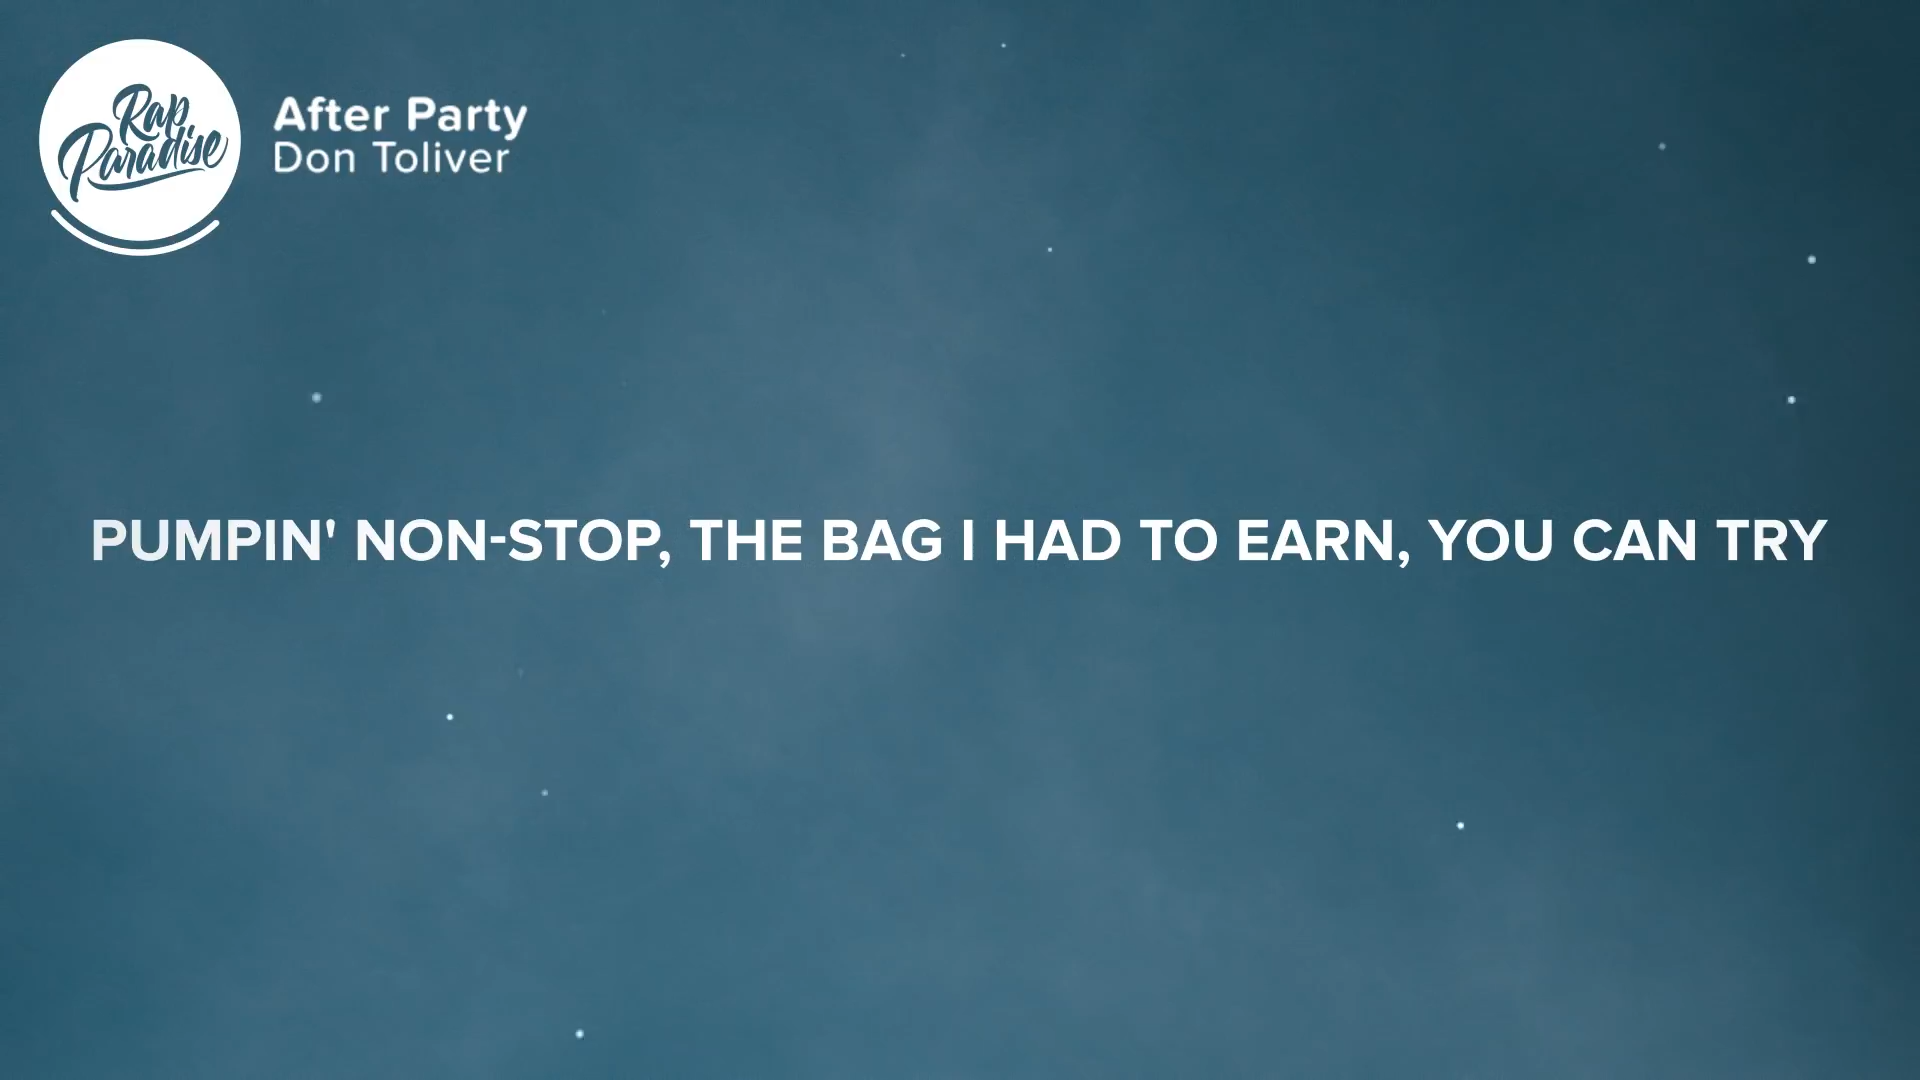 Rap
Paradise
After Party
Don Toliver
PUMPIN' NON-STOP, THE BAG I HAD TO EARN, YOU CAN TRY